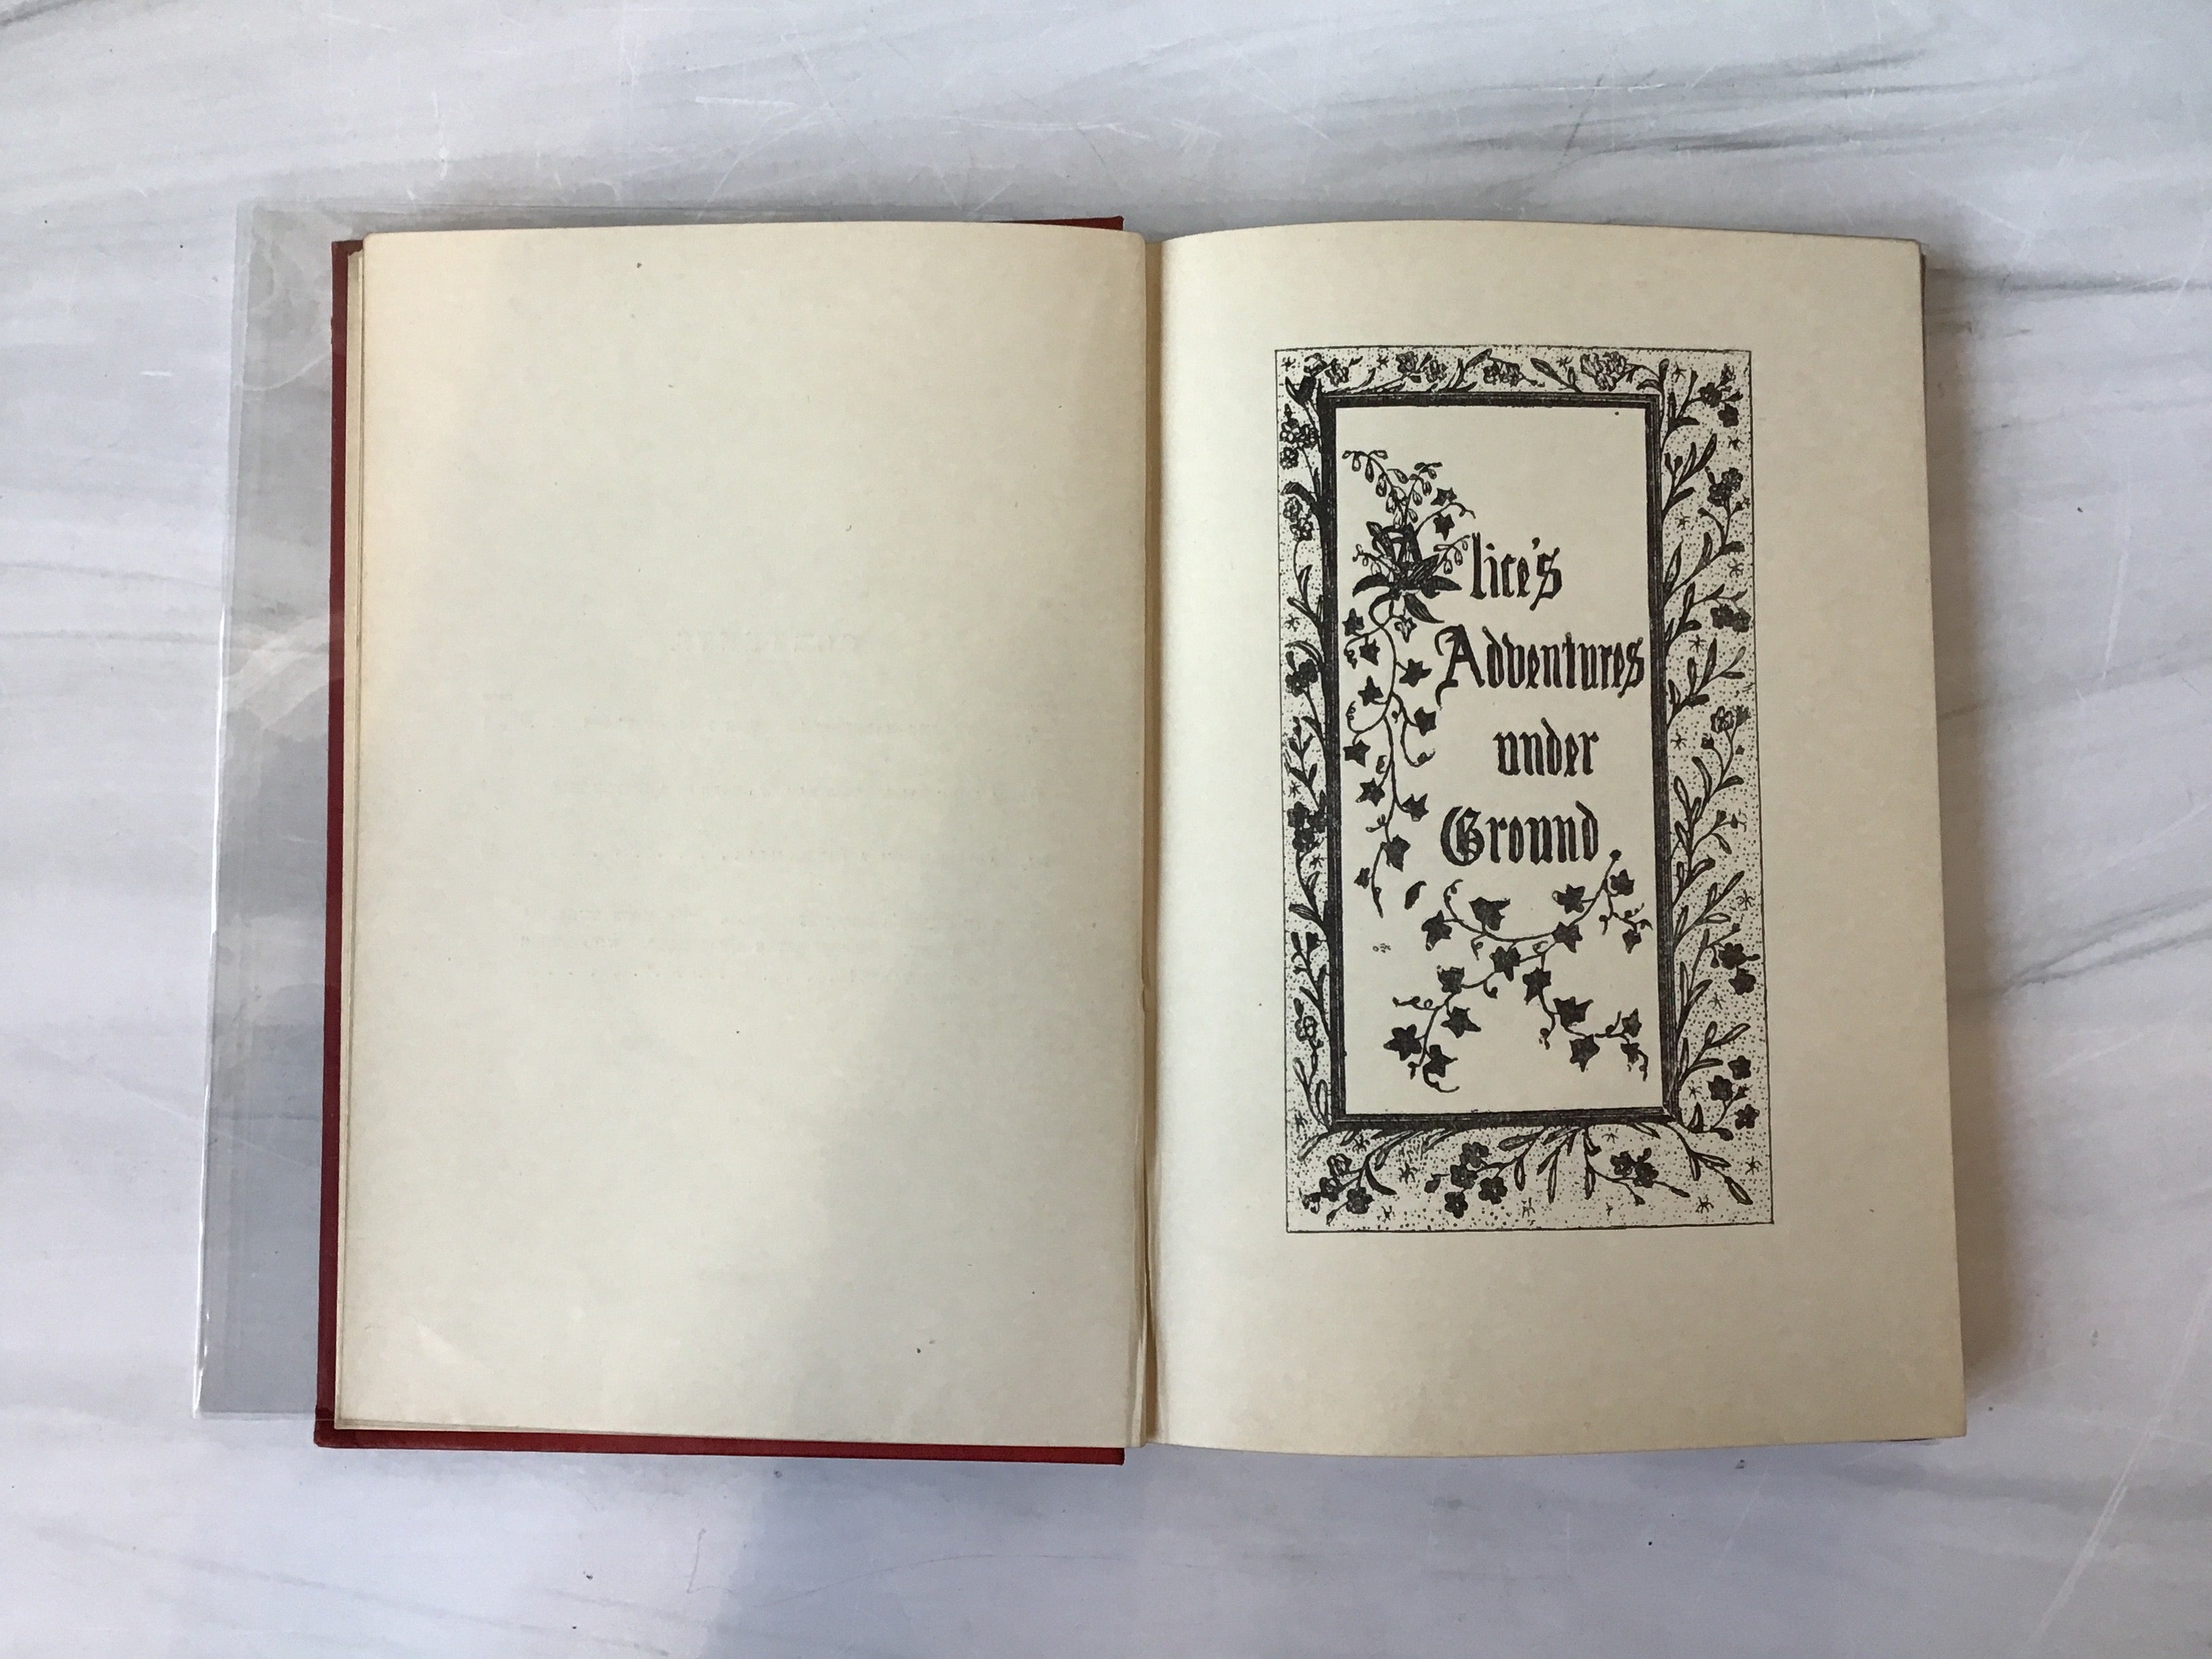 Alice's
Adventures
under
Ground